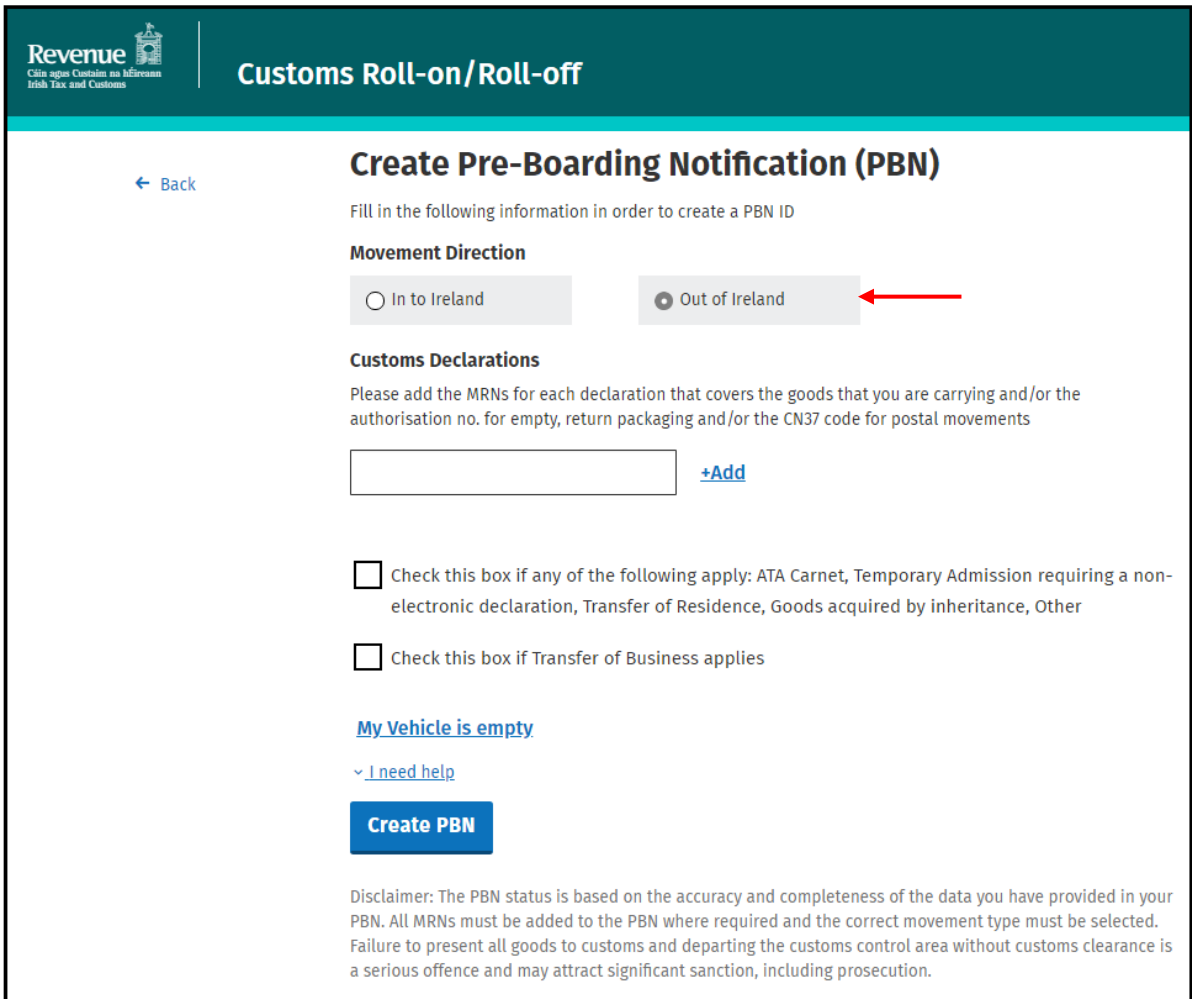 Revenue
Cáin agus Custaim na hÉireann
Irish Tax and Customs
Customs Roll-on/Roll-off
← Back
Create Pre-Boarding Notification (PBN)
Fill in the following information in order to create a PBN ID
Movement Direction
In to Ireland
Out of Ireland
Customs Declarations
Please add the MRNs for each declaration that covers the goods that you are carrying and/or the
authorisation no. for empty, return packaging and/or the CN37 code for postal movements
+Add
Check this box if any of the following apply: ATA Carnet, Temporary Admission requiring a non-
electronic declaration, Transfer of Residence, Goods acquired by inheritance, Other
Check this box if Transfer of Business applies
My Vehicle is empty
I need help
Create PBN
Disclaimer: The PBN status is based on the accuracy and completeness of the data you have provided in your
PBN. All MRNs must be added to the PBN where required and the correct movement type must be selected.
Failure to present all goods to customs and departing the customs control area without customs clearance is
a serious offence and may attract significant sanction, including prosecution.